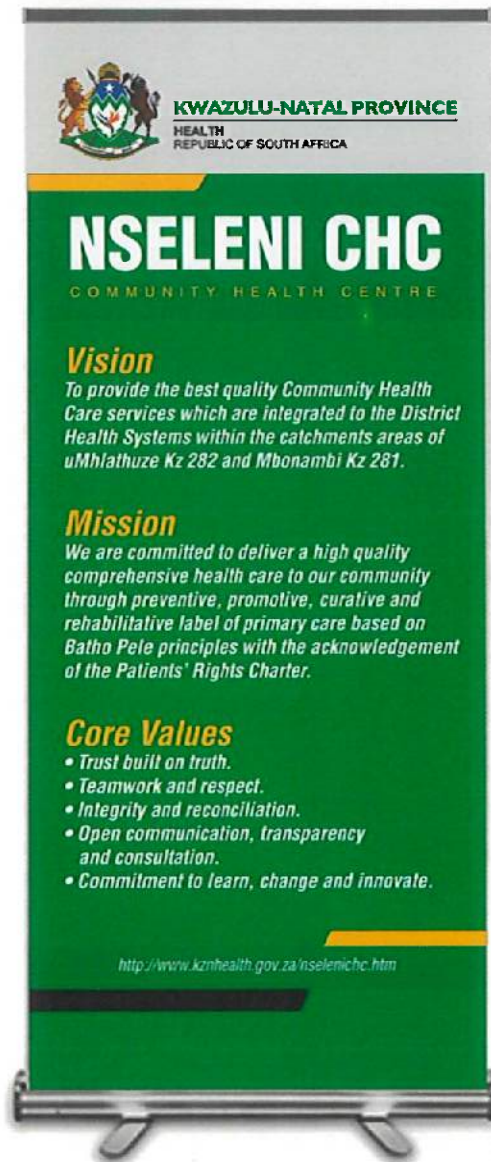 KWAZULU-NATAL PROVINCE
HEALTH
REPUBLIC OF SOUTH AFRICA
NSELENI CHC
COMMUNITY HEALTH CENTRE
Vision
To provide the best quality Community Health
Care services which are integrated to the District
Health Systems within the catchments areas of
uMhlathuze Kz 282 and Mbonambi Kz 281.
Mission
We are committed to deliver a high quality
comprehensive health care to our community
through preventive, promotive, curative and
rehabilitative label of primary care based on
Batho Pele principles with the acknowledgement
of the Patients' Rights Charter.
Core Values
• Trust built on truth.
• Teamwork and respect.
• Integrity and reconciliation.
• Open communication, transparency
and consultation.
• Commitment to learn, change and innovate.
http://www.kznhealth.gov.za/nselenichc.htm